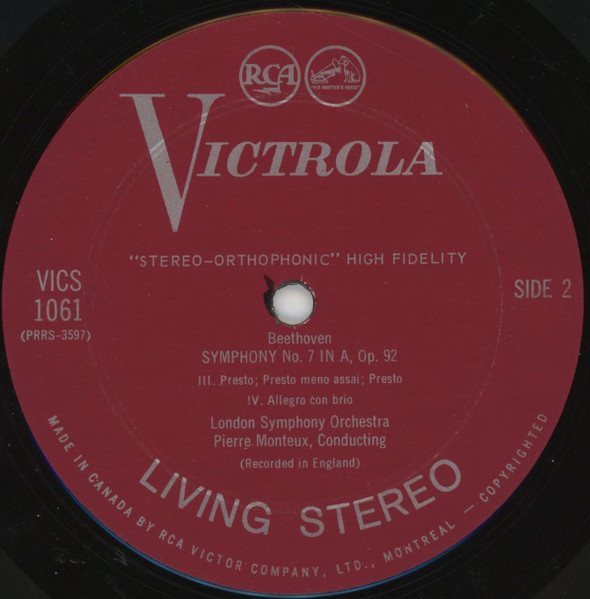 RCA "HIS MASTER'S VOICE"
VICTROLA
"STEREO-ORTHOPHONIC" HIGH FIDELITY
VICS
1061
(PRRS-3597)
SIDE 2
Beethoven
SYMPHONY No. 7 IN A, Op. 92
III. Presto; Presto meno assai; Presto
!V. Allegro con brio
London Symphony Orchestra
Pierre Monteux, Conducting
(Recorded in England)
LIVING STEREO
MADE IN CANADA BY RCA VICTOR COMPANY, LTD., MONTREAL — COPYRIGHTED